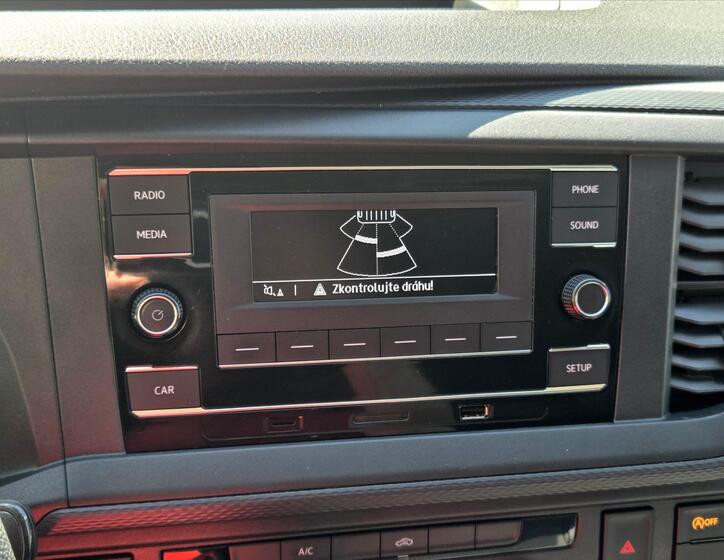 RADIO
PHONE
MEDIA
SOUND
Zkontrolujte dráhu!
CAR
SETUP
A/C
A OFF